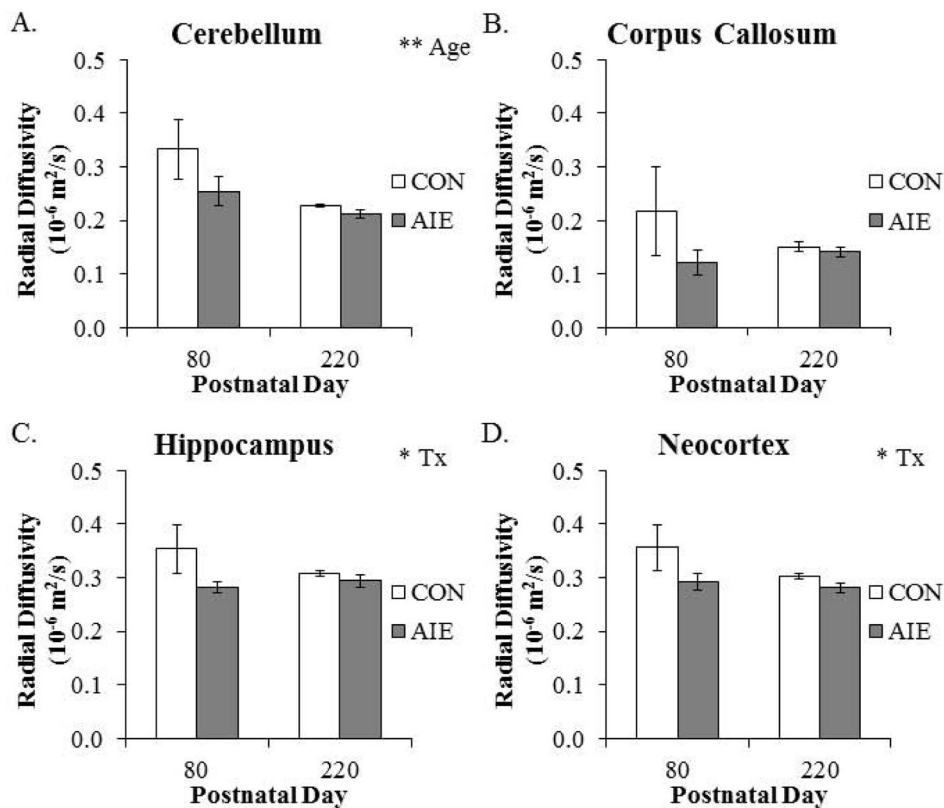 A.
Cerebellum
** Age
Radial Diffusivity
(10⁻⁶ m²/s)
0.5
0.4
0.3
0.2
0.1
0.0
CON
AIE
80 220
Postnatal Day
B.
Corpus Callosum
Radial Diffusivity
(10⁻⁶ m²/s)
0.5
0.4
0.3
0.2
0.1
0.0
CON
AIE
80 220
Postnatal Day
C.
Hippocampus
* Tx
Radial Diffusivity
(10⁻⁶ m²/s)
0.5
0.4
0.3
0.2
0.1
0.0
CON
AIE
80 220
Postnatal Day
D.
Neocortex
* Tx
Radial Diffusivity
(10⁻⁶ m²/s)
0.5
0.4
0.3
0.2
0.1
0.0
CON
AIE
80 220
Postnatal Day